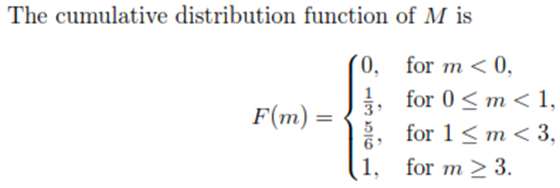 The cumulative distribution function of M is
F(m) = { 0, for m < 0,
1/3, for 0 ≤ m < 1,
5/6, for 1 ≤ m < 3,
1, for m ≥ 3.